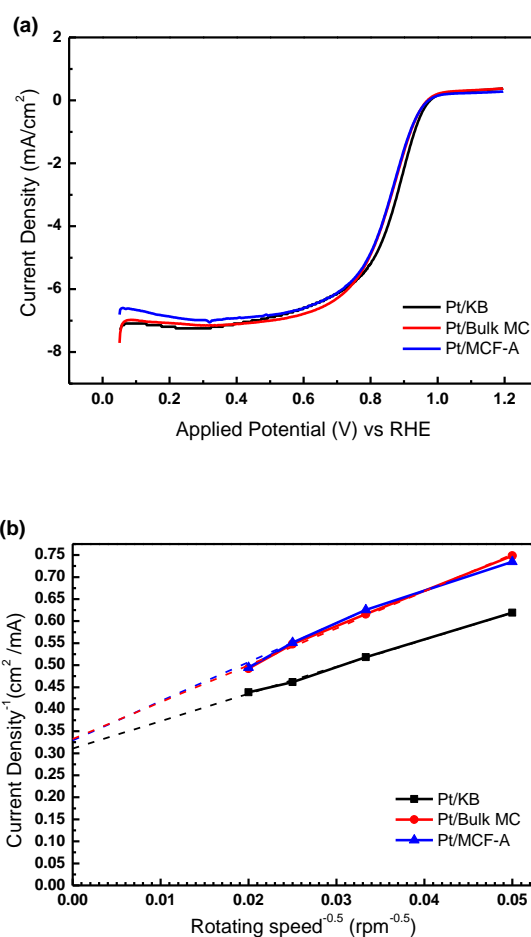 (a)
2
0
-2
-4
-6
-8
Current Density (mA/cm²)
Pt/KB
Pt/Bulk MC
Pt/MCF-A
0.0 0.2 0.4 0.6 0.8 1.0 1.2
Applied Potential (V) vs RHE
(b)
0.75
0.70
0.65
0.60
0.55
0.50
0.45
0.40
0.35
0.30
0.25
0.20
0.15
0.10
0.05
0.00
Current Density⁻¹(cm² /mA)
Pt/KB
Pt/Bulk MC
Pt/MCF-A
0.00 0.01 0.02 0.03 0.04 0.05
Rotating speed⁻⁰·⁵ (rpm⁻⁰·⁵)